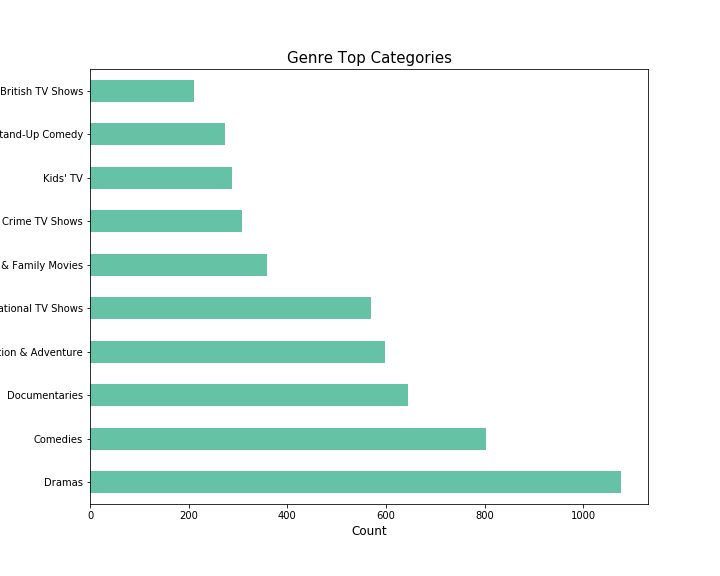 Genre Top Categories
British TV Shows
tand-Up Comedy
Kids' TV
Crime TV Shows
& Family Movies
ational TV Shows
tion & Adventure
Documentaries
Comedies
Dramas
0 200 400 600 800 1000
Count